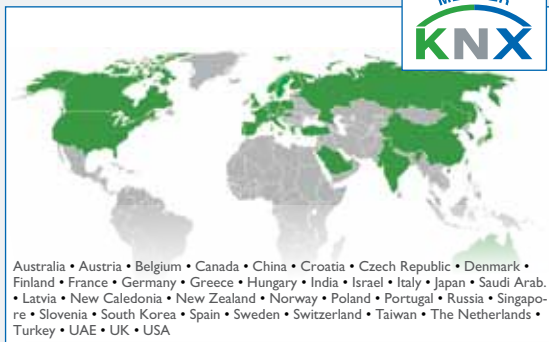 KNX
Australia • Austria • Belgium • Canada • China • Croatia • Czech Republic • Denmark •
Finland • France • Germany • Greece • Hungary • India • Israel • Italy • Japan • Saudi Arab.
• Latvia • New Caledonia • New Zealand • Norway • Poland • Portugal • Russia • Singapo-
re • Slovenia • South Korea • Spain • Sweden • Switzerland • Taiwan • The Netherlands •
Turkey • UAE • UK • USA